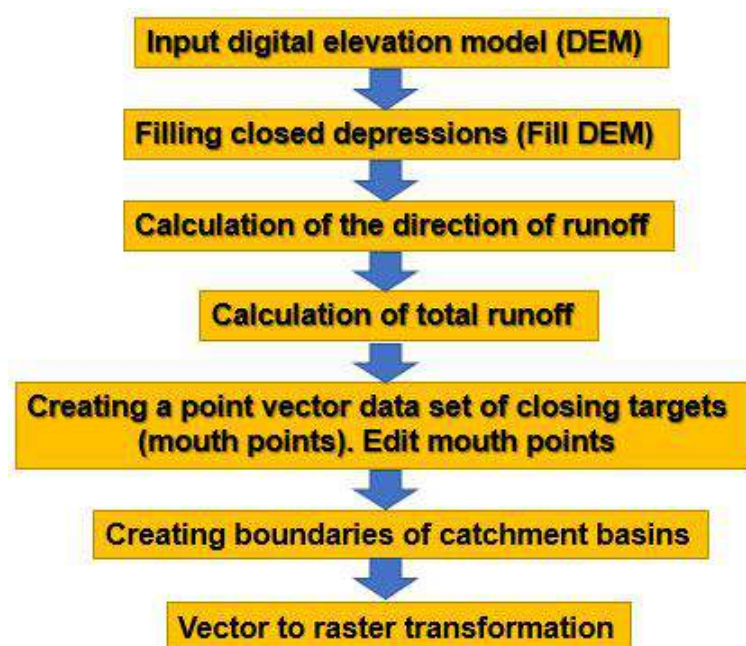 Input digital elevation model (DEM)
Filling closed depressions (Fill DEM)
Calculation of the direction of runoff
Calculation of total runoff
Creating a point vector data set of closing targets
(mouth points). Edit mouth points
Creating boundaries of catchment basins
Vector to raster transformation